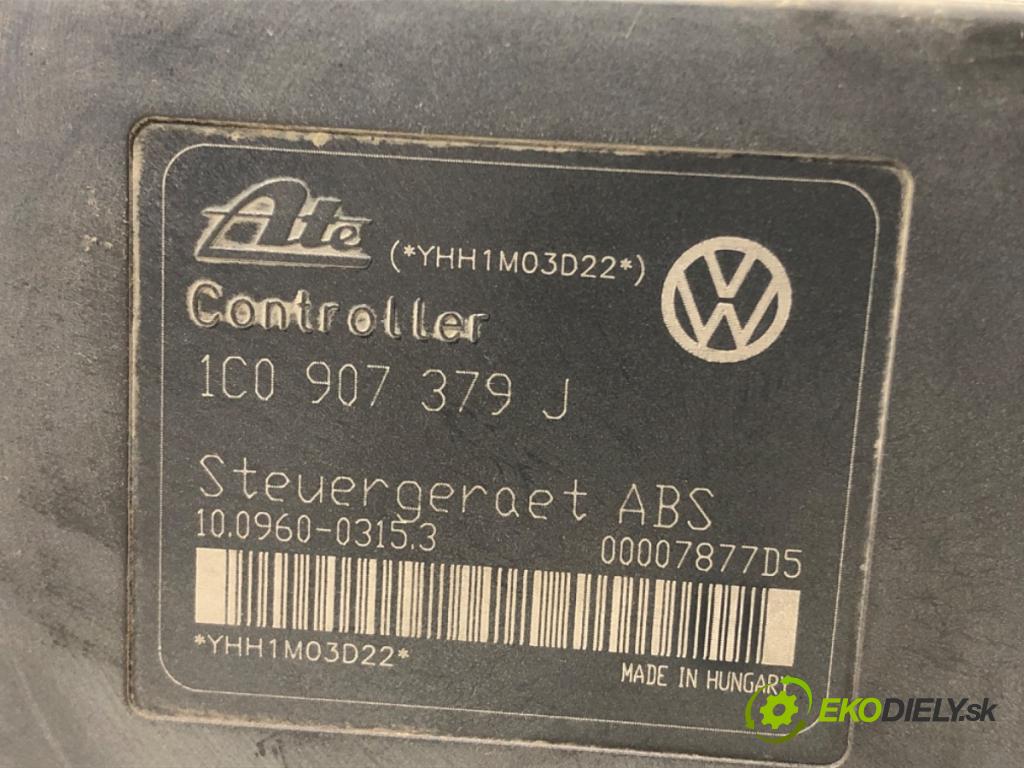 Ate (*YHH1M03D22*)
Controller
1C0 907 379 J
Steuergeraet ABS
10.0960-0315.3 00007877D5
*YHH1M03D22*
MADE IN HUNGARY
EKODIELY.sk